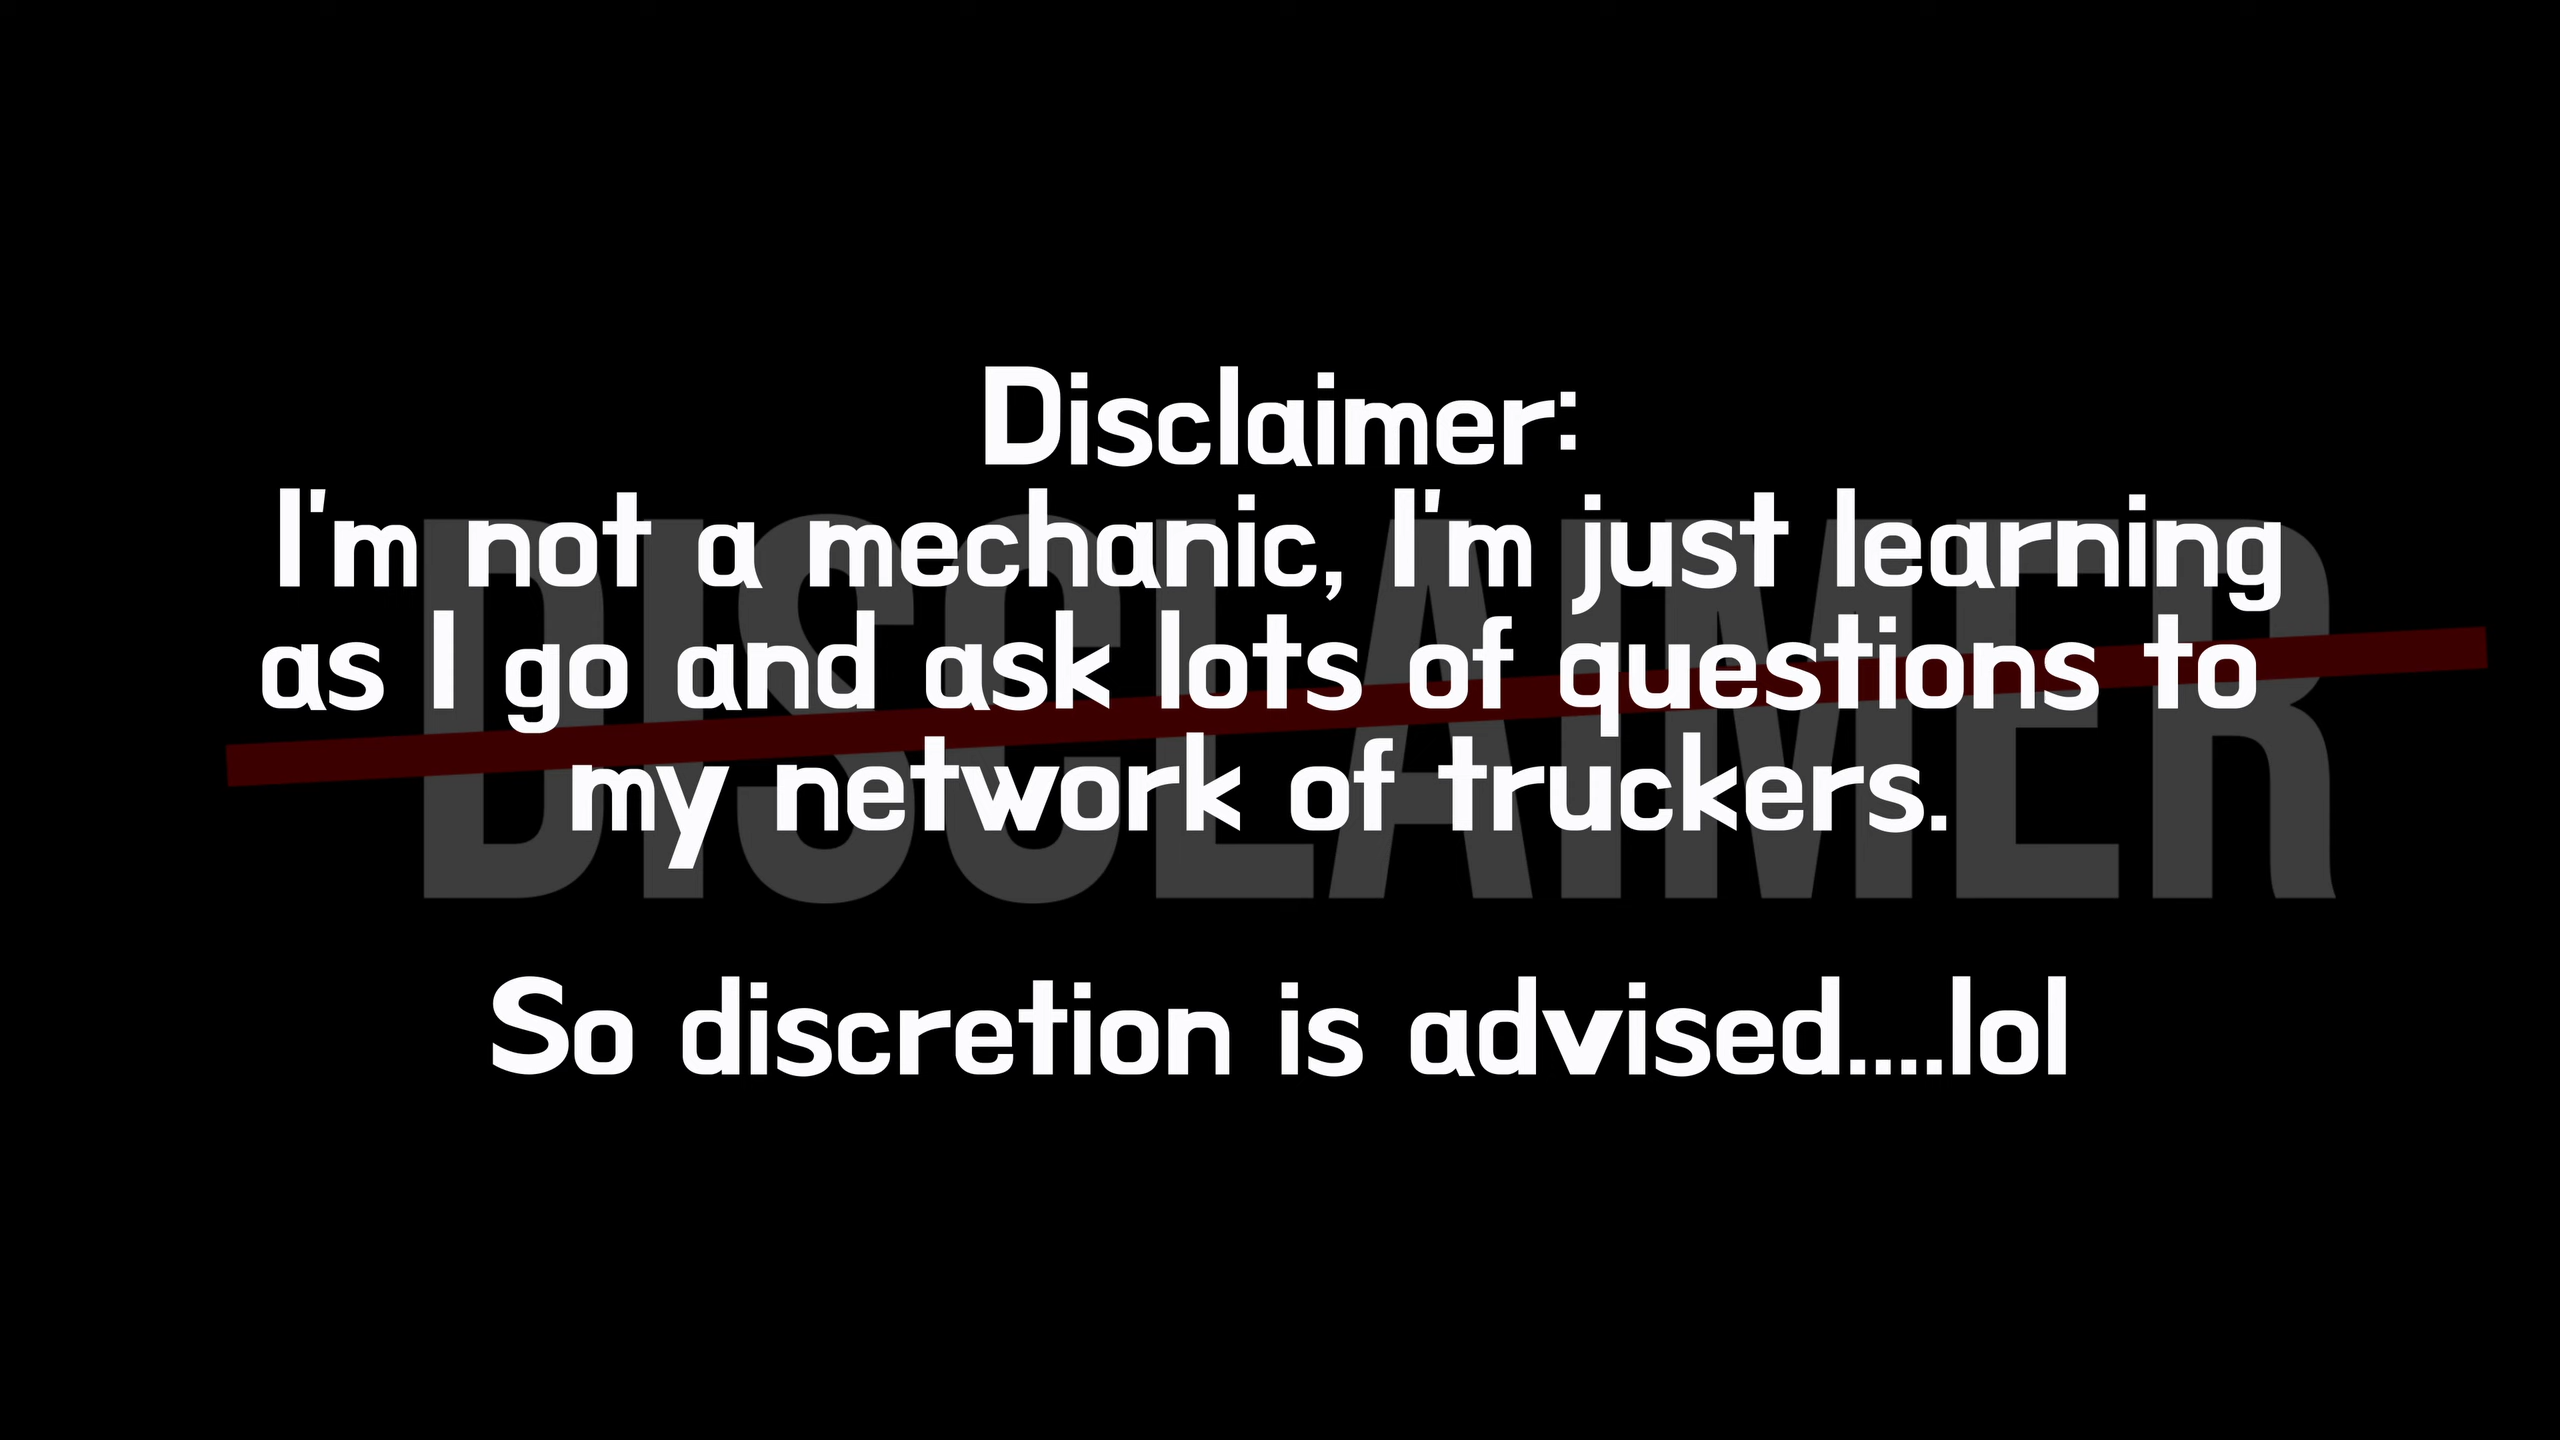 Disclaimer:
I'm not a mechanic, I'm just learning
as I go and ask lots of questions to
my network of truckers.
So discretion is advised....lol
DISCLAIMER